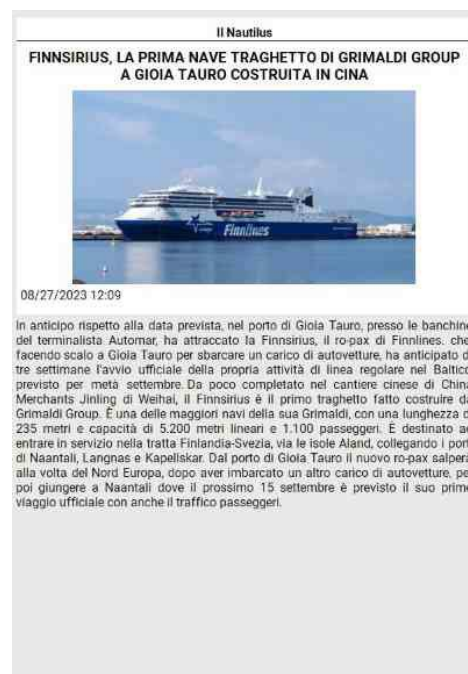 Il Nautilus
FINNSIRIUS, LA PRIMA NAVE TRAGHETTO DI GRIMALDI GROUP
A GIOIA TAURO COSTRUITA IN CINA
Finnlines
08/27/2023 12:09
In anticipo rispetto alla data prevista, nel porto di Gioia Tauro, presso le banchine
del terminalista Automar, ha attraccato la Finnsirius, il ro-pax di Finnlines. che
facendo scalo a Gioia Tauro per sbarcare un carico di autovetture, ha anticipato d
tre settimane l'avvio ufficiale della propria attività di linea regolare nel Baltico
previsto per metà settembre. Da poco completato nel cantiere cinese di China
Merchants Jinling di Weihai, il Finnsirius è il primo traghetto fatto costruire da
Grimaldi Group. È una delle maggiori navi della sua Grimaldi, con una lunghezza d
235 metri e capacità di 5.200 metri lineari e 1.100 passeggeri. È destinato ad
entrare in servizio nella tratta Finlandia-Svezia, via le isole Aland, collegando i port
di Naantali, Langnas e Kapellskar. Dal porto di Gioia Tauro il nuovo ro-pax salperà
alla volta del Nord Europa, dopo aver imbarcato un altro carico di autovetture, pe
poi giungere a Naantali dove il prossimo 15 settembre è previsto il suo primo
viaggio ufficiale con anche il traffico passeggeri.